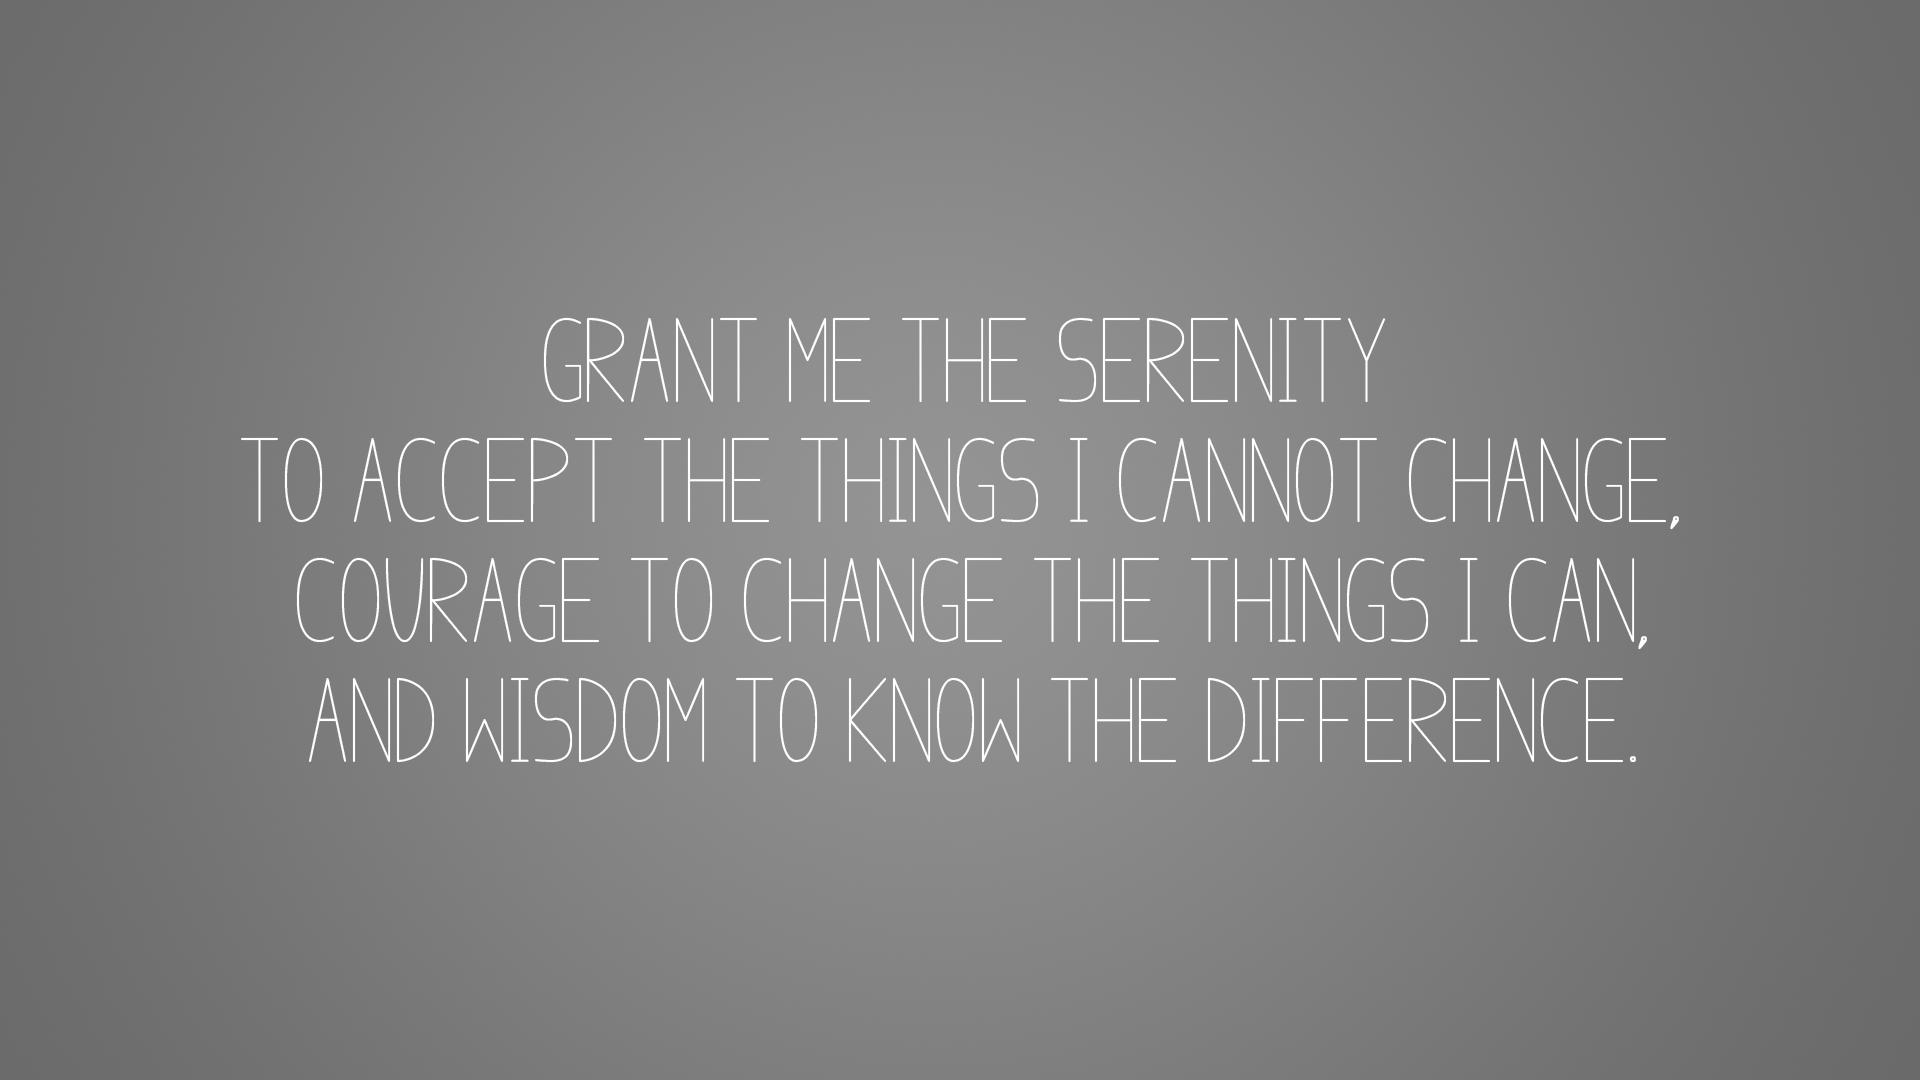 GRANT ME THE SERENITY
TO ACCEPT THE THINGS I CANNOT CHANGE,
COURAGE TO CHANGE THE THINGS I CAN,
AND WISDOM TO KNOW THE DIFFERENCE.